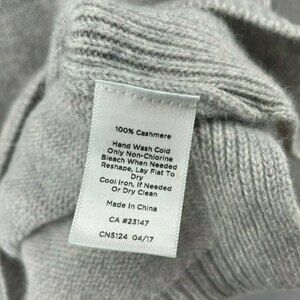 100% Cashmere
Hand Wash Cold
Only Non-Chlorine
Bleach When Needed
Reshape, Lay Flat To
Dry
Cool Iron, If Needed
Or Dry Clean
Made In China
CA #23147
CN5124 04/17